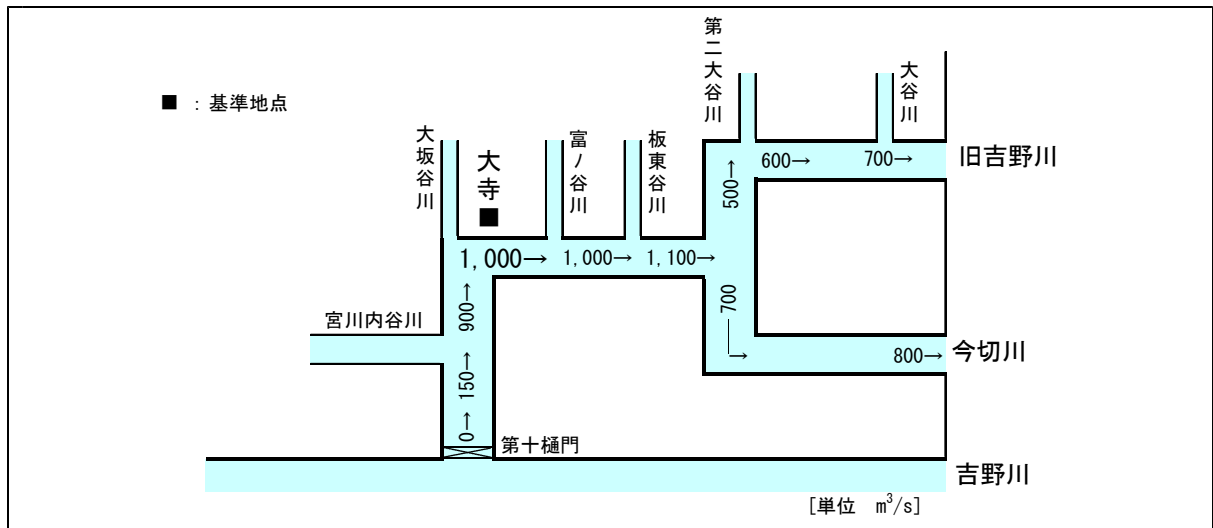 ■ : 基準地点
大坂谷川
大寺
■
富ノ谷川
板東谷川
第二大谷川
大谷川
旧吉野川
600→
700→
500→
1,000→
1,000→
1,100→
900→
700
→
宮川内谷川
150→
0→
800→
今切川
第十樋門
吉野川
[単位 m³/s]